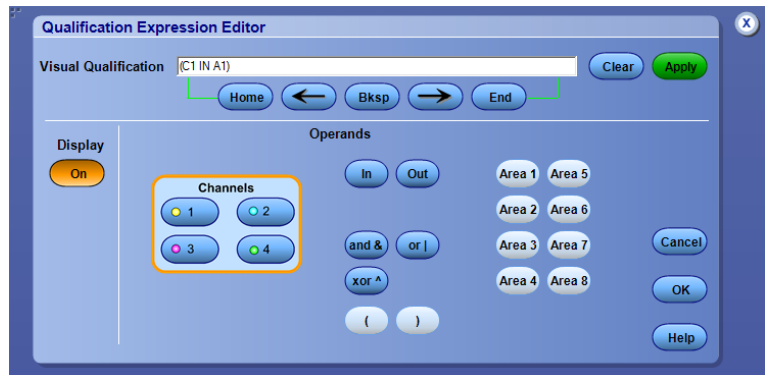 Qualification Expression Editor
X
Visual Qualification (C1 IN A1) Clear Apply
Home Bksp End
Display Operands
On In Out Area 1 Area 5
Channels
1 2 Area 2 Area 6
3 4 and & or | Area 3 Area 7 Cancel
xor ^ Area 4 Area 8 OK
( )
Help